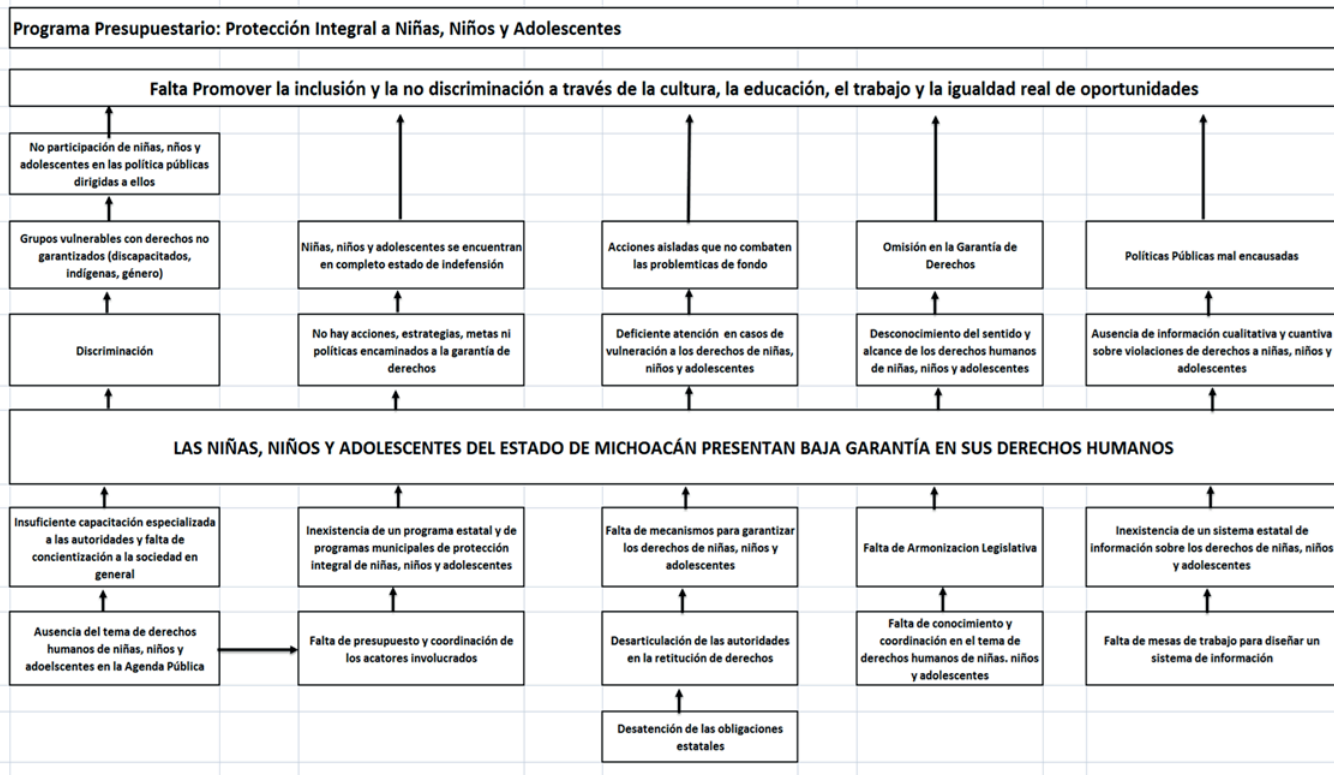 Programa Presupuestario: Protección Integral a Niñas, Niños y Adolescentes
Falta Promover la inclusión y la no discriminación a través de la cultura, la educación, el trabajo y la igualdad real de oportunidades
No participación de niñas, nños y
adolescentes en las política públicas
dirigidas a ellos
Grupos vulnerables con derechos no
garantizados (discapacitados,
indígenas, género)
Niñas, niños y adolescentes se encuentran
en completo estado de indefensión
Acciones aisladas que no combaten
las problemticas de fondo
Omisión en la Garantía de
Derechos
Políticas Públicas mal encausadas
Discriminación
No hay acciones, estrategias, metas ni
políticas encaminados a la garantía de
derechos
Deficiente atención en casos de
vulneración a los derechos de niñas,
niños y adolescentes
Desconocimiento del sentido y
alcance de los derechos humanos
de niñas, niños y adolescentes
Ausencia de información cualitativa y cuantiva
sobre violaciones de derechos a niñas, niños y
adolescentes
LAS NIÑAS, NIÑOS Y ADOLESCENTES DEL ESTADO DE MICHOACÁN PRESENTAN BAJA GARANTÍA EN SUS DERECHOS HUMANOS
Insuficiente capacitación especializada
a las autoridades y falta de
concientización a la sociedad en
general
Inexistencia de un programa estatal y de
programas municipales de protección
integral de niñas, niños y adolescentes
Falta de mecanismos para garantizar
los derechos de niñas, niños y
adolescentes
Falta de Armonizacion Legislativa
Inexistencia de un sistema estatal de
información sobre los derechos de niñas, niños
y adolescentes
Ausencia del tema de derechos
humanos de niñas, niños y
adoelscentes en la Agenda Pública
Falta de presupuesto y coordinación de
los acatores involucrados
Desarticulación de las autoridades
en la retitución de derechos
Falta de conocimiento y
coordinación en el tema de
derechos humanos de niñas. niños
y adolescentes
Falta de mesas de trabajo para diseñar un
sistema de información
Desatención de las obligaciones
estatales